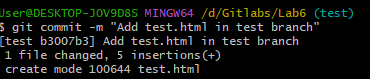 User@DESKTOP-JOV9D8S MINGW64 /d/Gitlabs/Lab6 (test)
$ git commit -m "Add test.html in test branch"
[test b3007b3] Add test.html in test branch
 1 file changed, 5 insertions(+)
 create mode 100644 test.html